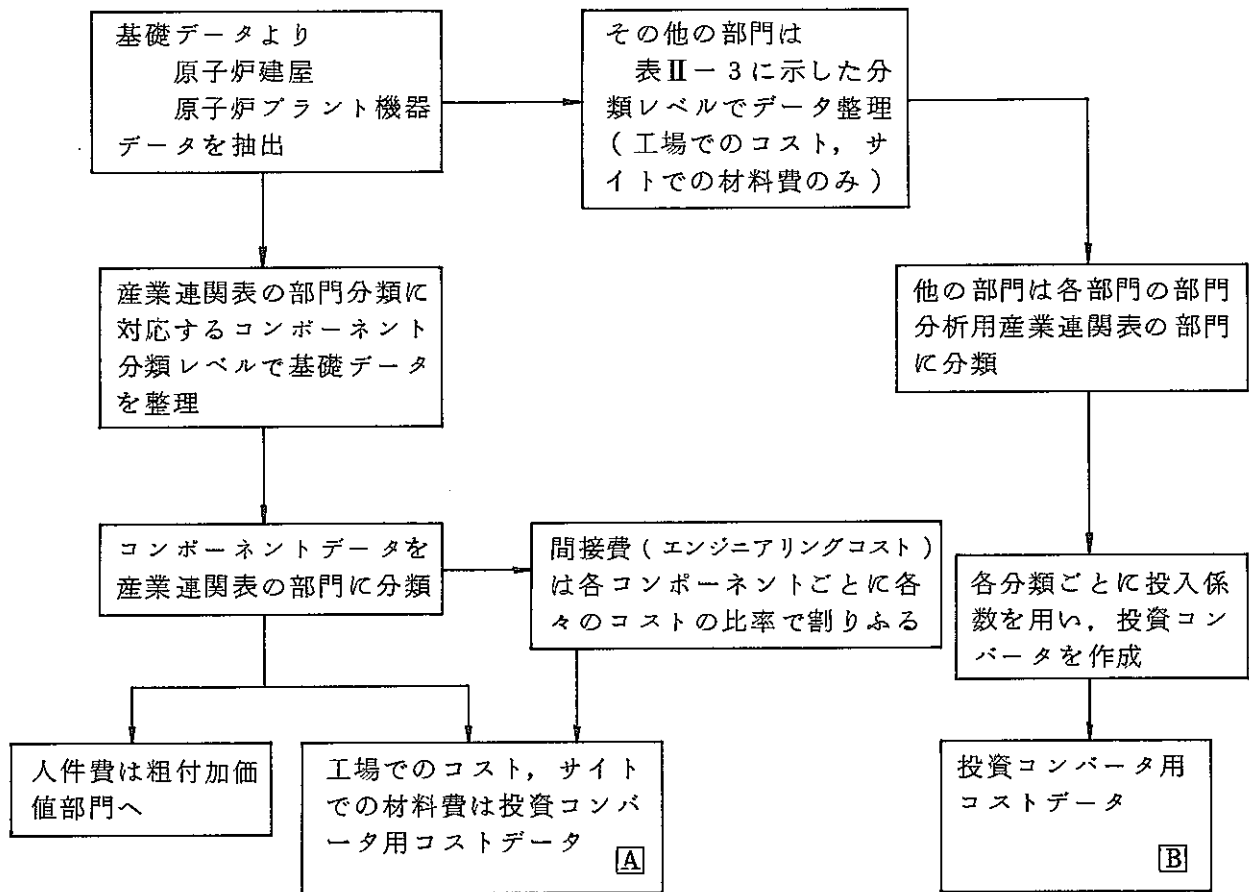 基礎データより
原子炉建屋
原子炉プラント機器
データを抽出
その他の部門は
表Ⅱ－3に示した分
類レベルでデータ整理
(工場でのコスト，サ
イトでの材料費のみ)
産業連関表の部門分類に
対応するコンポーネント
分類レベルで基礎データ
を整理
他の部門は各部門の部門
分析用産業連関表の部門
に分類
コンポーネントデータを
産業連関表の部門に分類
間接費(エンジニアリングコスト)
は各コンポーネントごとに各
々のコストの比率で割りふる
各分類ごとに投入係
数を用い，投資コン
バータを作成
人件費は粗付加価
値部門へ
工場でのコスト，サイト
での材料費は投資コンバ
ータ用コストデータ
A
投資コンバータ用
コストデータ
B